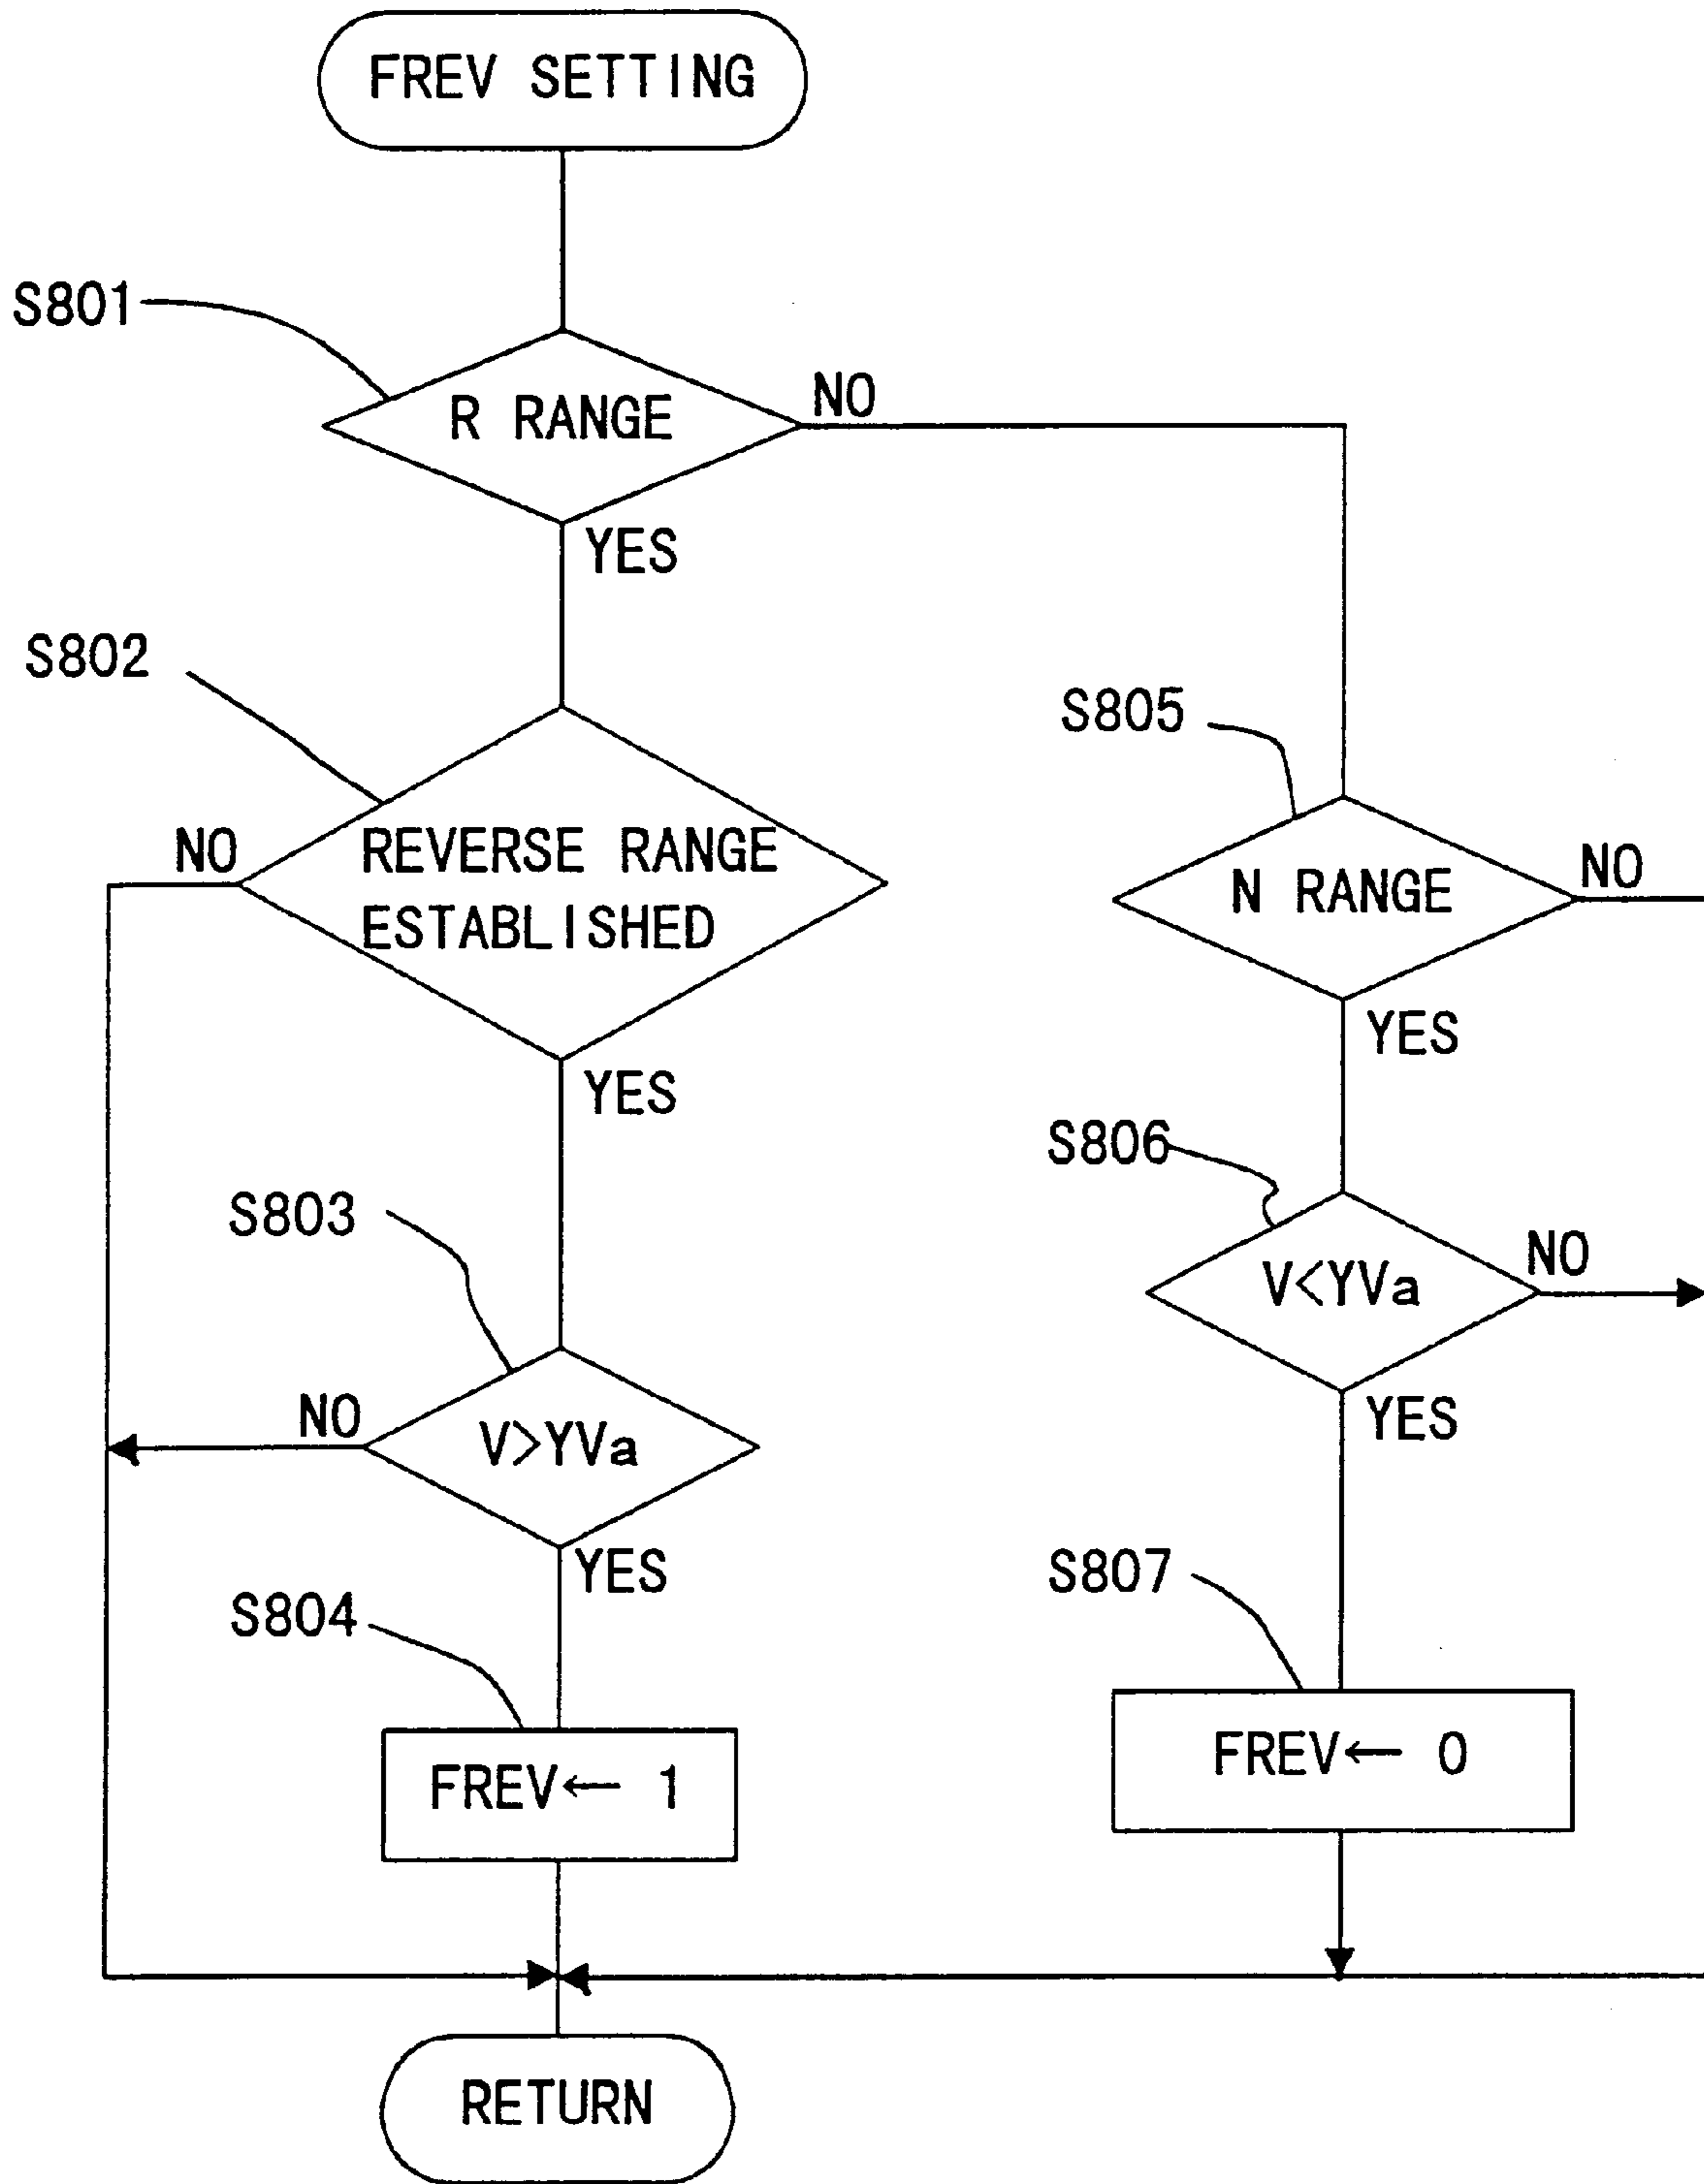 FREV SETTING
S801
R RANGE
NO
YES
S802
NO
REVERSE RANGE
ESTABLISHED
YES
S803
NO
V>YVa
YES
S804
FREV← 1
S805
N RANGE
NO
YES
S806
V<YVa
NO
YES
S807
FREV← 0
RETURN